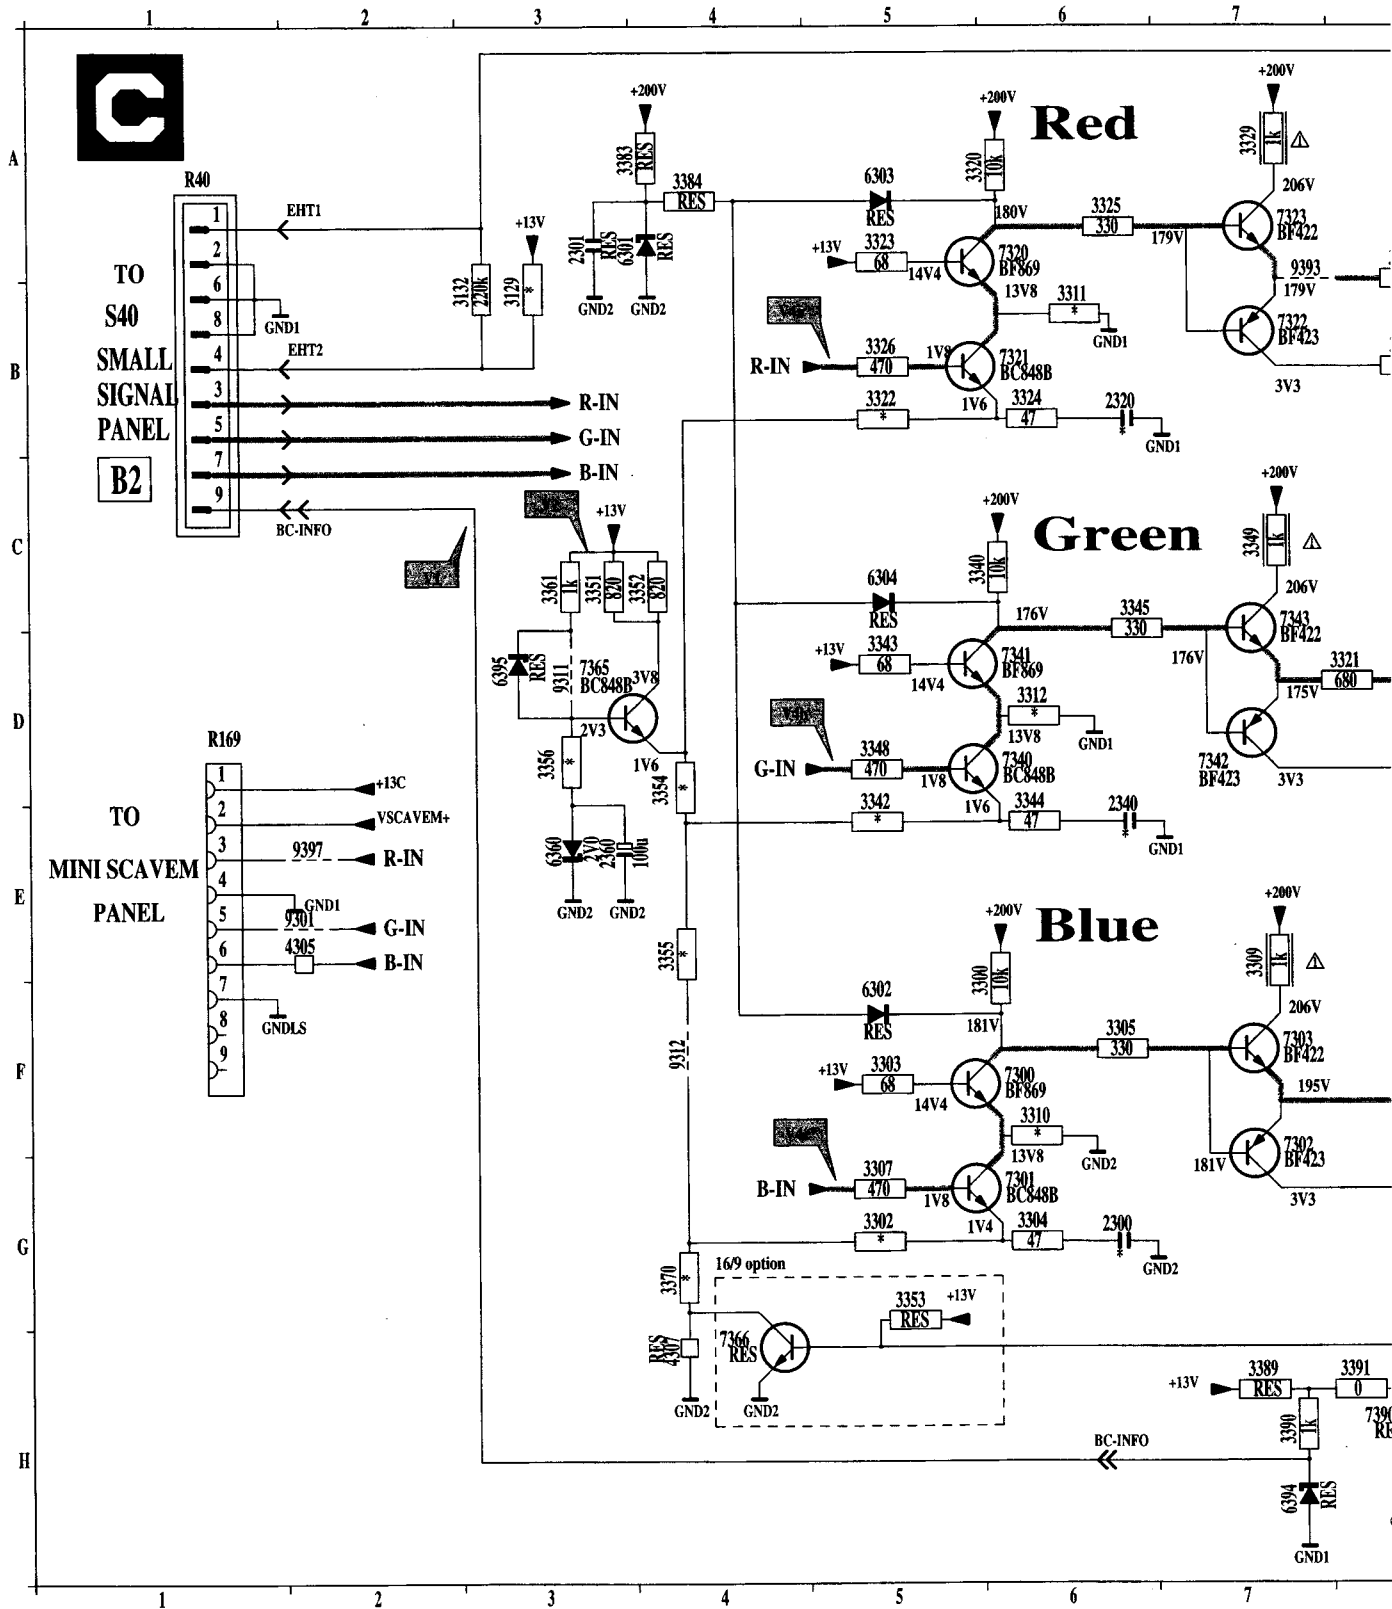 1 2 3 4 5 6 7
C
A
B
C
D
E
F
G
H
R40
TO
S40
SMALL
SIGNAL
PANEL
B2
1
2
6
8
4
3
5
7
9
EHT1
GND1
EHT2
R-IN
G-IN
B-IN
BC-INFO
3132
220k
+13V
3129
*
+200V
3383
RES
3384
RES
2301
RES
6301
RES
GND2
GND2
Red
+200V
3320
10k
6303
RES
180V
+13V
3323
68
14V4
7320
BF869
13V8
3311
*
GND1
R-IN
3326
470
1V8
7321
BC848B
1V6
3322
*
3324
47
2320
*
GND1
3325
330
179V
+200V
3329
1k
206V
7323
BF422
9393
179V
7322
BF423
3V3
V1
+13V
3361
1k
3351
820
3352
820
6395
RES
9311
7365
BC848B
3V8
2V3
1V6
3356
*
3354
*
6360
2V0
2360
100u
GND2
GND2
3355
*
9312
Green
+200V
3340
10k
6304
RES
176V
+13V
3343
68
14V4
7341
BF869
3312
*
13V8
GND1
G-IN
3348
470
1V8
7340
BC848B
1V6
3342
*
3344
47
2340
*
GND1
3345
330
176V
+200V
3349
1k
206V
7343
BF422
3321
680
175V
7342
BF423
3V3
R169
TO
MINI SCAVEM
PANEL
1
2
3
4
5
6
7
8
9
+13C
VSCAVEM+
9397
R-IN
GND1
9301
G-IN
4305
B-IN
GNDLS
Blue
+200V
3300
10k
6302
RES
181V
+13V
3303
68
14V4
7300
BF869
3310
*
13V8
GND2
B-IN
3307
470
1V8
7301
BC848B
1V4
3302
*
3304
47
2300
*
GND2
3305
330
181V
+200V
3309
1k
206V
7303
BF422
195V
7302
BF423
3V3
3370
*
16/9 option
3353
RES
+13V
7366
RES
RES
4307
GND2
GND2
+13V
3389
RES
3391
0
3390
1k
BC-INFO
6394
RES
GND1
1 2 3 4 5 6 7